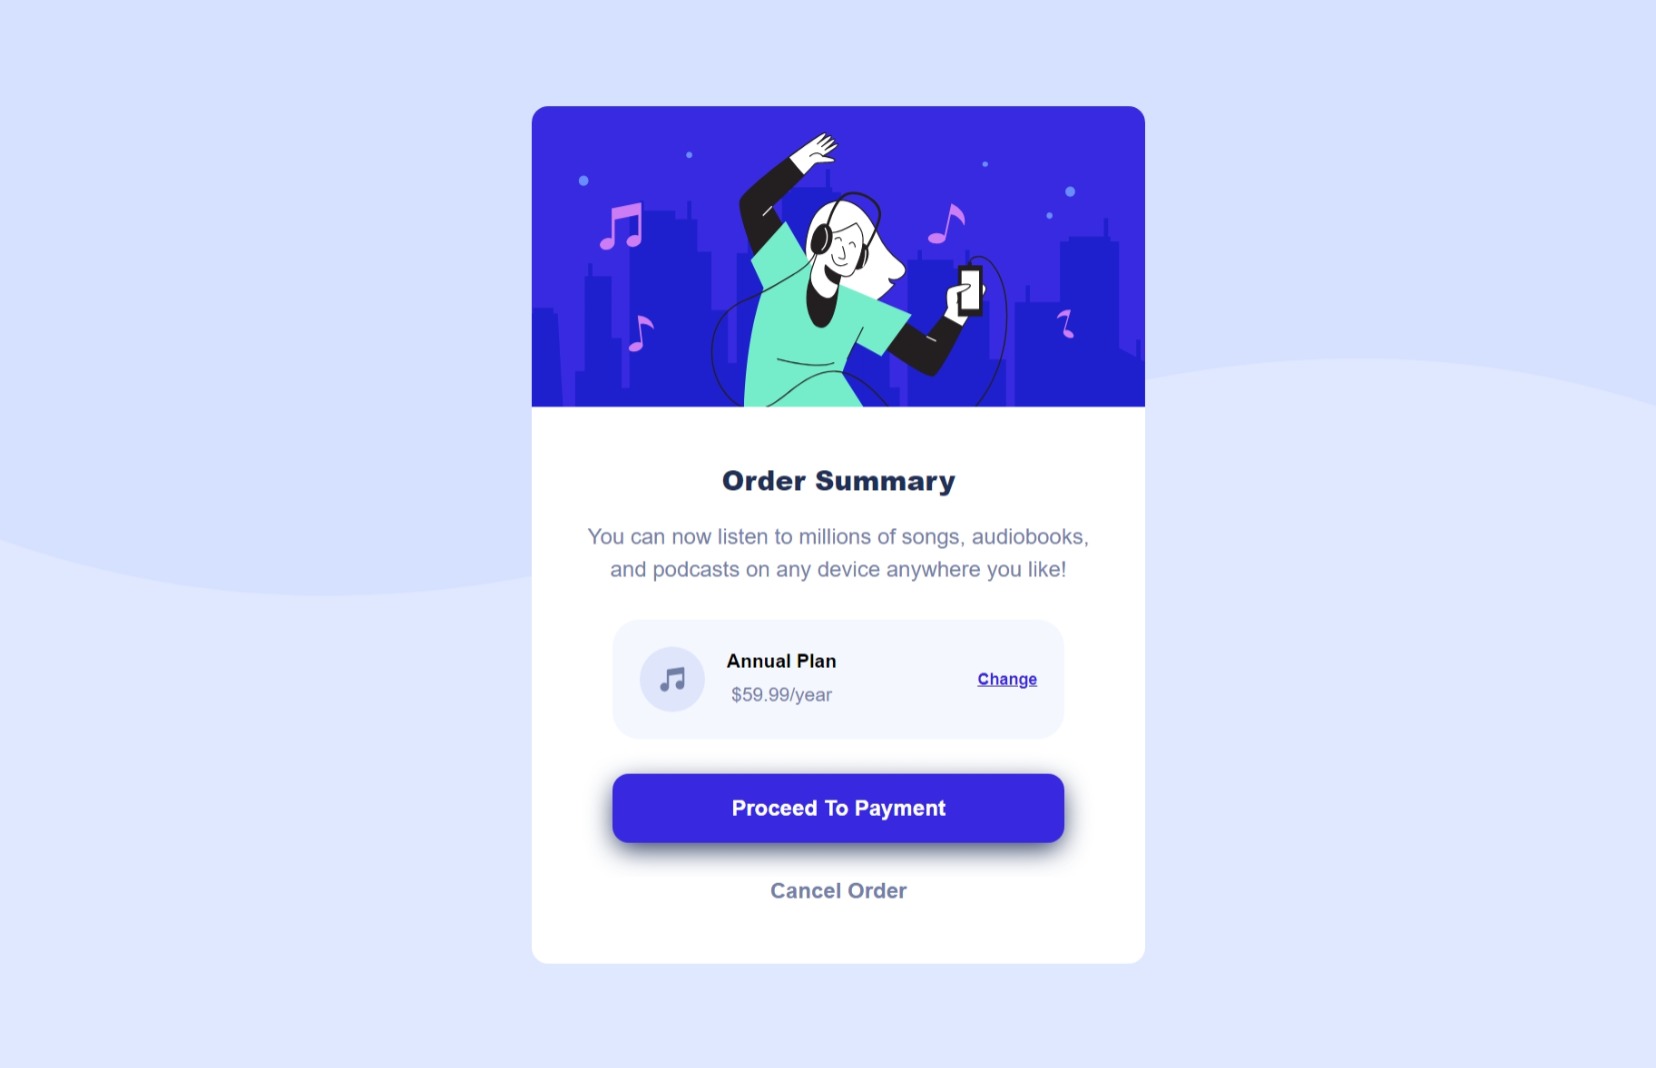 Order Summary
You can now listen to millions of songs, audiobooks,
and podcasts on any device anywhere you like!
Annual Plan
$59.99/year
Change
Proceed To Payment
Cancel Order